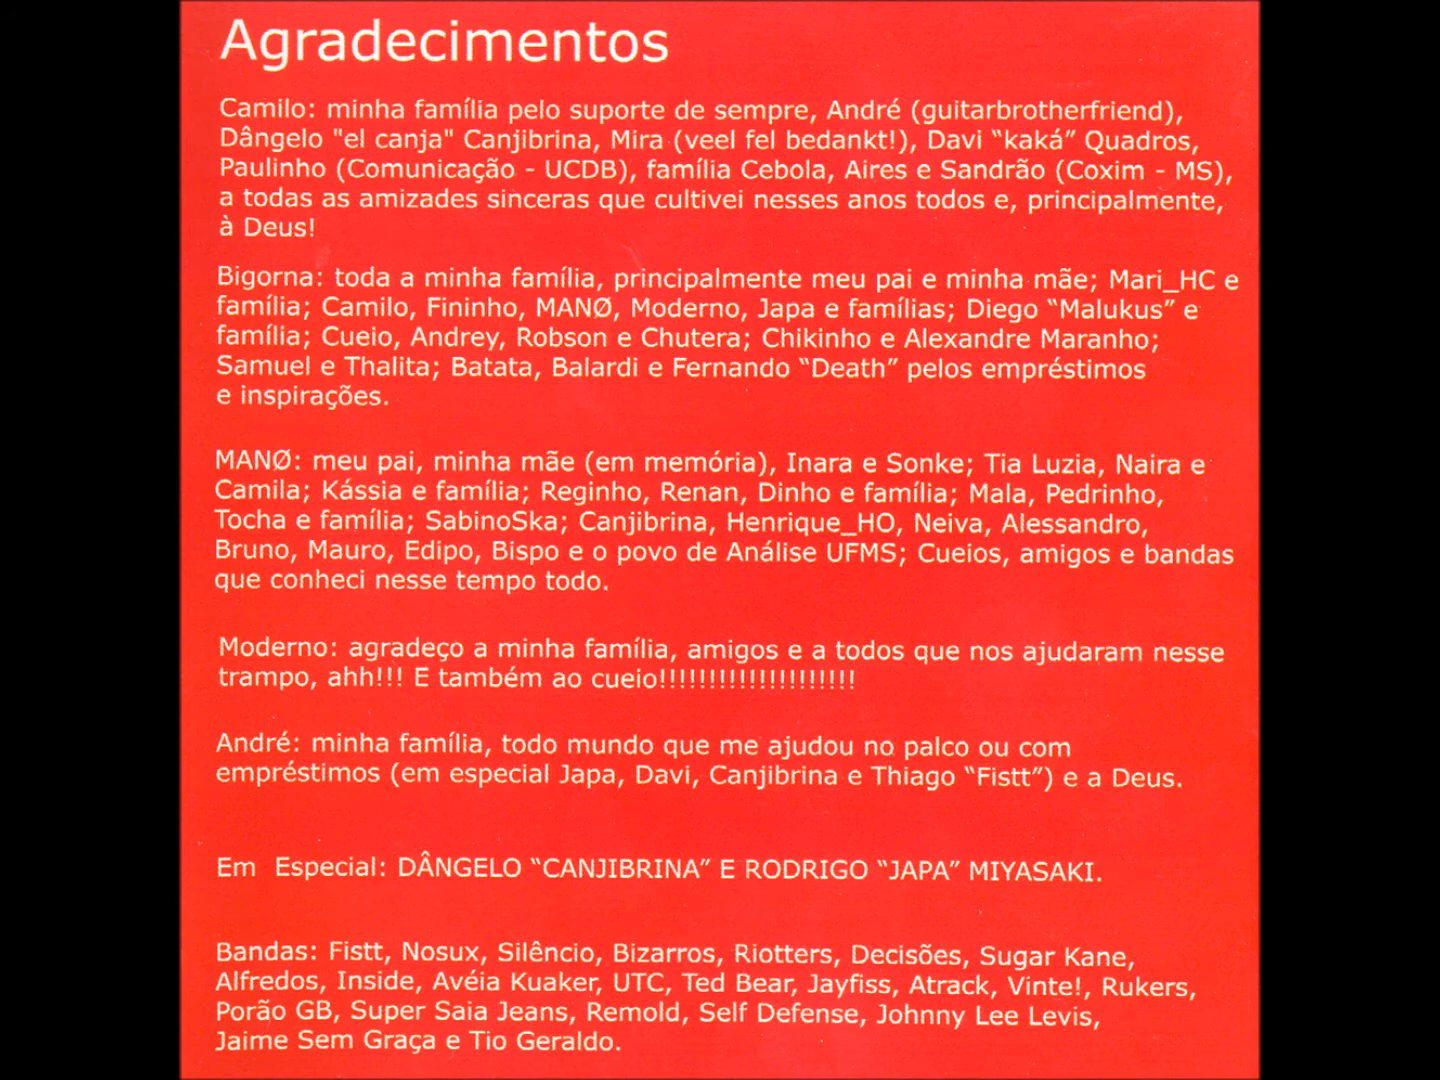 Agradecimentos
Camilo: minha família pelo suporte de sempre, André (guitarbrotherfriend),
Dângelo "el canja" Canjibrina, Mira (veel fel bedankt!), Davi “kaká” Quadros,
Paulinho (Comunicação - UCDB), família Cebola, Aires e Sandrão (Coxim - MS),
a todas as amizades sinceras que cultivei nesses anos todos e, principalmente,
à Deus!
Bigorna: toda a minha família, principalmente meu pai e minha mãe; Mari_HC e
família; Camilo, Fininho, MANØ, Moderno, Japa e famílias; Diego “Malukus” e
família; Cueio, Andrey, Robson e Chutera; Chikinho e Alexandre Maranho;
Samuel e Thalita; Batata, Balardi e Fernando “Death” pelos empréstimos
e inspirações.
MANØ: meu pai, minha mãe (em memória), Inara e Sonke; Tia Luzia, Naira e
Camila; Kássia e família; Reginho, Renan, Dinho e família; Mala, Pedrinho,
Tocha e família; SabinoSka; Canjibrina, Henrique_HO, Neiva, Alessandro,
Bruno, Mauro, Edipo, Bispo e o povo de Análise UFMS; Cueios, amigos e bandas
que conheci nesse tempo todo.
Moderno: agradeço a minha família, amigos e a todos que nos ajudaram nesse
trampo, ahh!!! E também ao cueio!!!!!!!!!!!!!!!!!!!!
André: minha família, todo mundo que me ajudou no palco ou com
empréstimos (em especial Japa, Davi, Canjibrina e Thiago “Fistt”) e a Deus.
Em Especial: DÂNGELO “CANJIBRINA” E RODRIGO “JAPA” MIYASAKI.
Bandas: Fistt, Nosux, Silêncio, Bizarros, Riotters, Decisões, Sugar Kane,
Alfredos, Inside, Avéia Kuaker, UTC, Ted Bear, Jayfiss, Atrack, Vinte!, Rukers,
Porão GB, Super Saia Jeans, Remold, Self Defense, Johnny Lee Levis,
Jaime Sem Graça e Tio Geraldo.